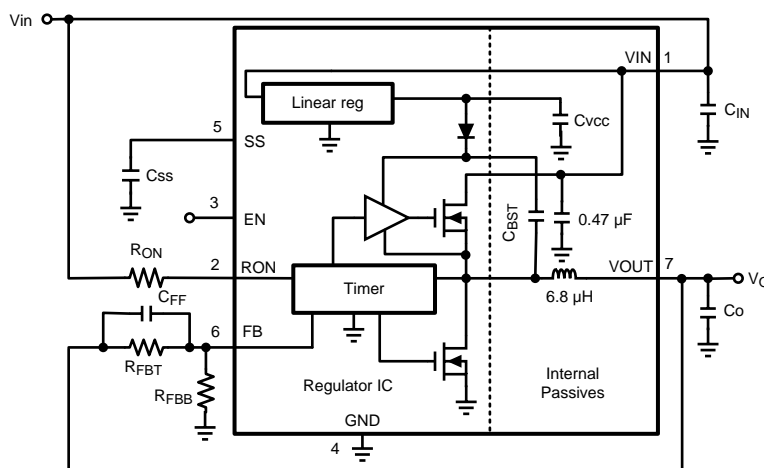 Vin
VIN
1
Linear reg
Cvcc
CIN
5
SS
Css
3
EN
CBST
0.47 µF
RON
2
RON
Timer
VOUT
7
6.8 µH
Co
CFF
6
FB
RFBT
RFBB
Regulator IC
Internal
Passives
GND
4